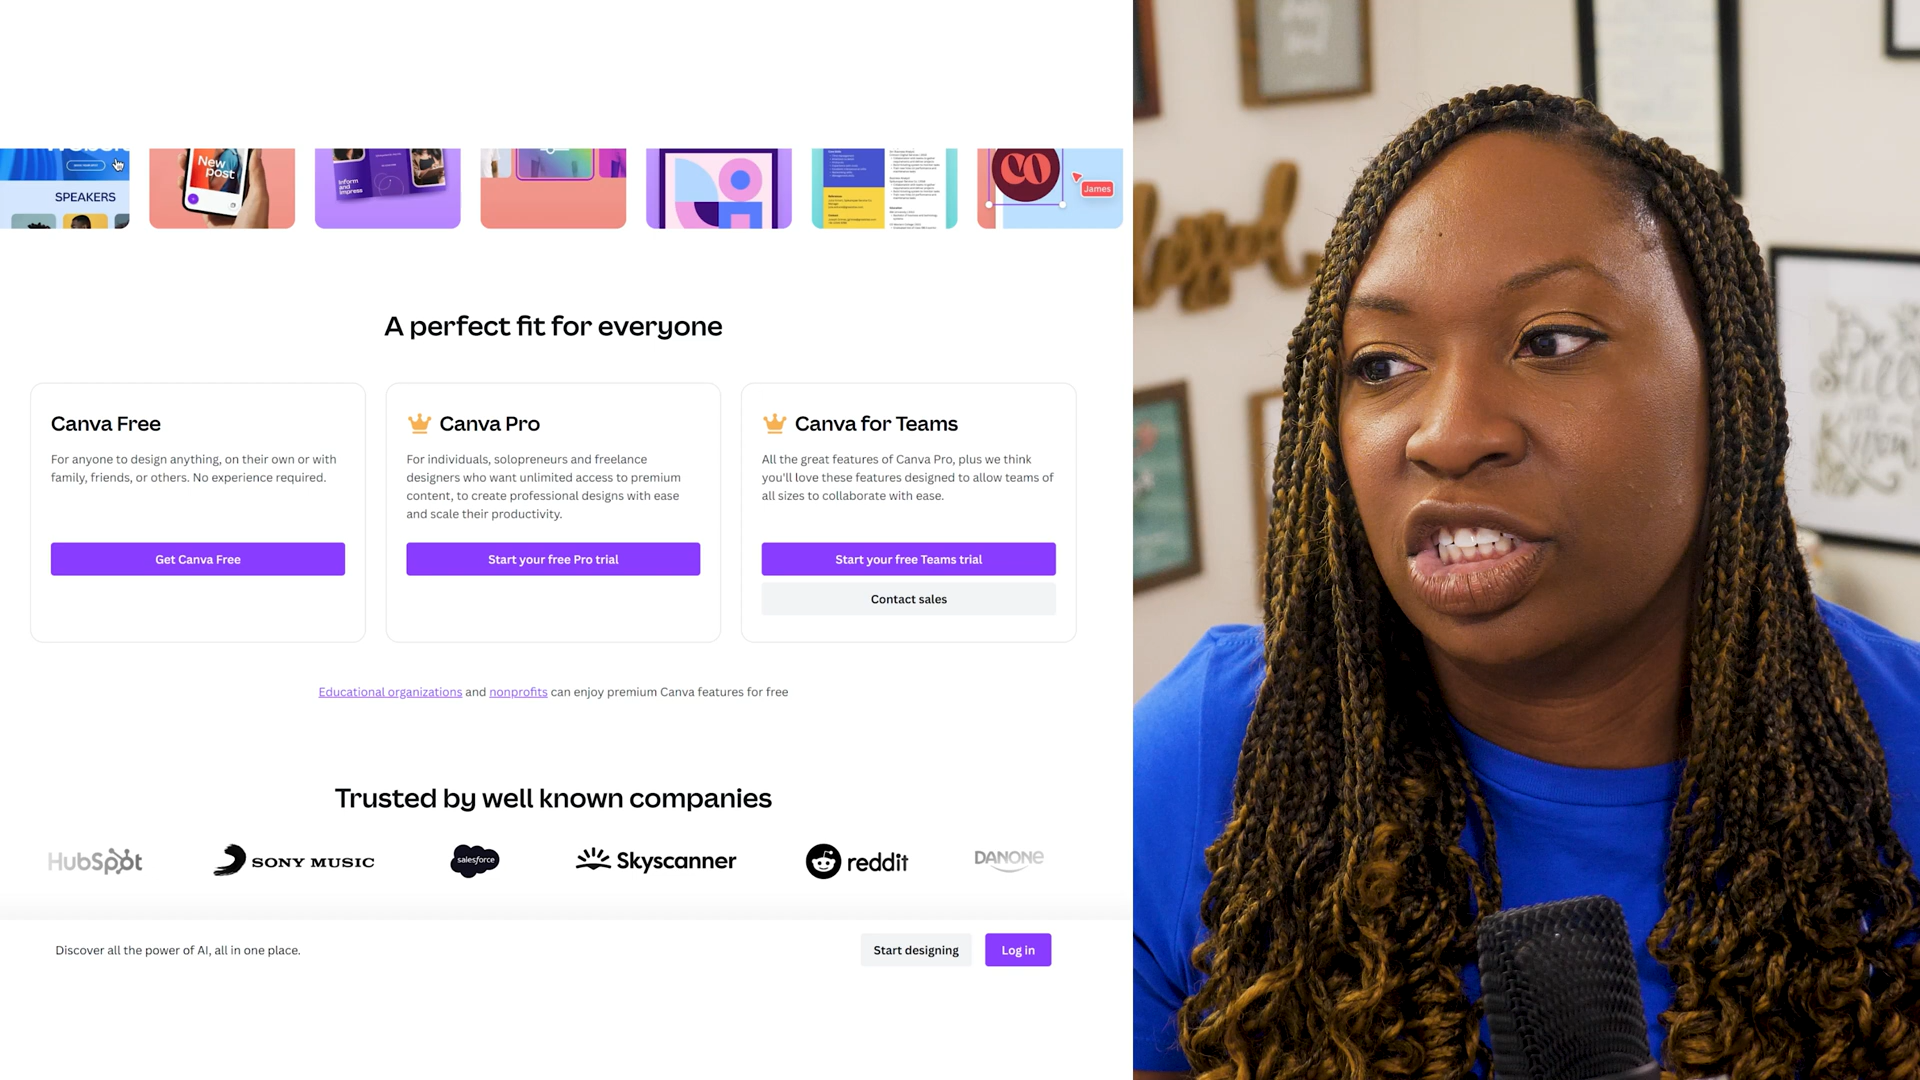 SPEAKERS
New
post
Inform
and
impress
CO
James
A perfect fit for everyone
Canva Free
For anyone to design anything, on their own or with
family, friends, or others. No experience required.
Get Canva Free
Canva Pro
For individuals, solopreneurs and freelance
designers who want unlimited access to premium
content, to create professional designs with ease
and scale their productivity.
Start your free Pro trial
Canva for Teams
All the great features of Canva Pro, plus we think
you'll love these features designed to allow teams of
all sizes to collaborate with ease.
Start your free Teams trial
Contact sales
Educational organizations and nonprofits can enjoy premium Canva features for free
Trusted by well known companies
HubSpot
SONY MUSIC
salesforce
Skyscanner
reddit
DANONE
Discover all the power of AI, all in one place.
Start designing
Log in